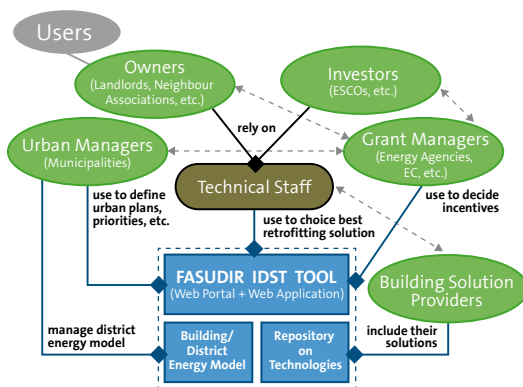 Users
Owners
(Landlords, Neighbour
Associations, etc.)
Investors
(ESCOs, etc.)
rely on
Urban Managers
(Municipalities)
Grant Managers
(Energy Agencies,
EC, etc.)
Technical Staff
use to define
urban plans,
priorities, etc.
use to choice best
retrofitting solution
use to decide
incentives
FASUDIR IDST TOOL
(Web Portal + Web Application)
Building Solution
Providers
manage district
energy model
Building/
District
Energy Model
Repository
on
Technologies
include their
solutions